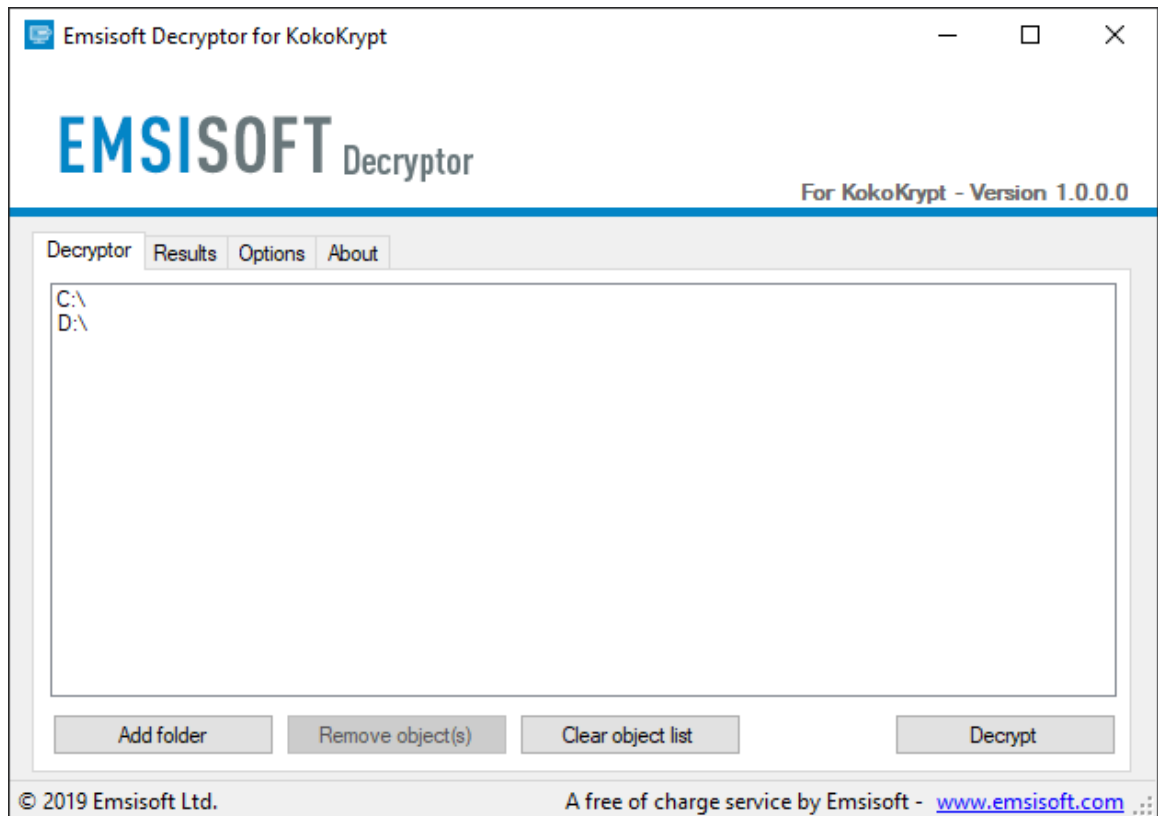 Emsisoft Decryptor for KokoKrypt
EMSISOFT Decryptor
For KokoKrypt - Version 1.0.0.0
Decryptor Results Options About
C:\
D:\
Add folder Remove object(s) Clear object list Decrypt
© 2019 Emsisoft Ltd. A free of charge service by Emsisoft - www.emsisoft.com